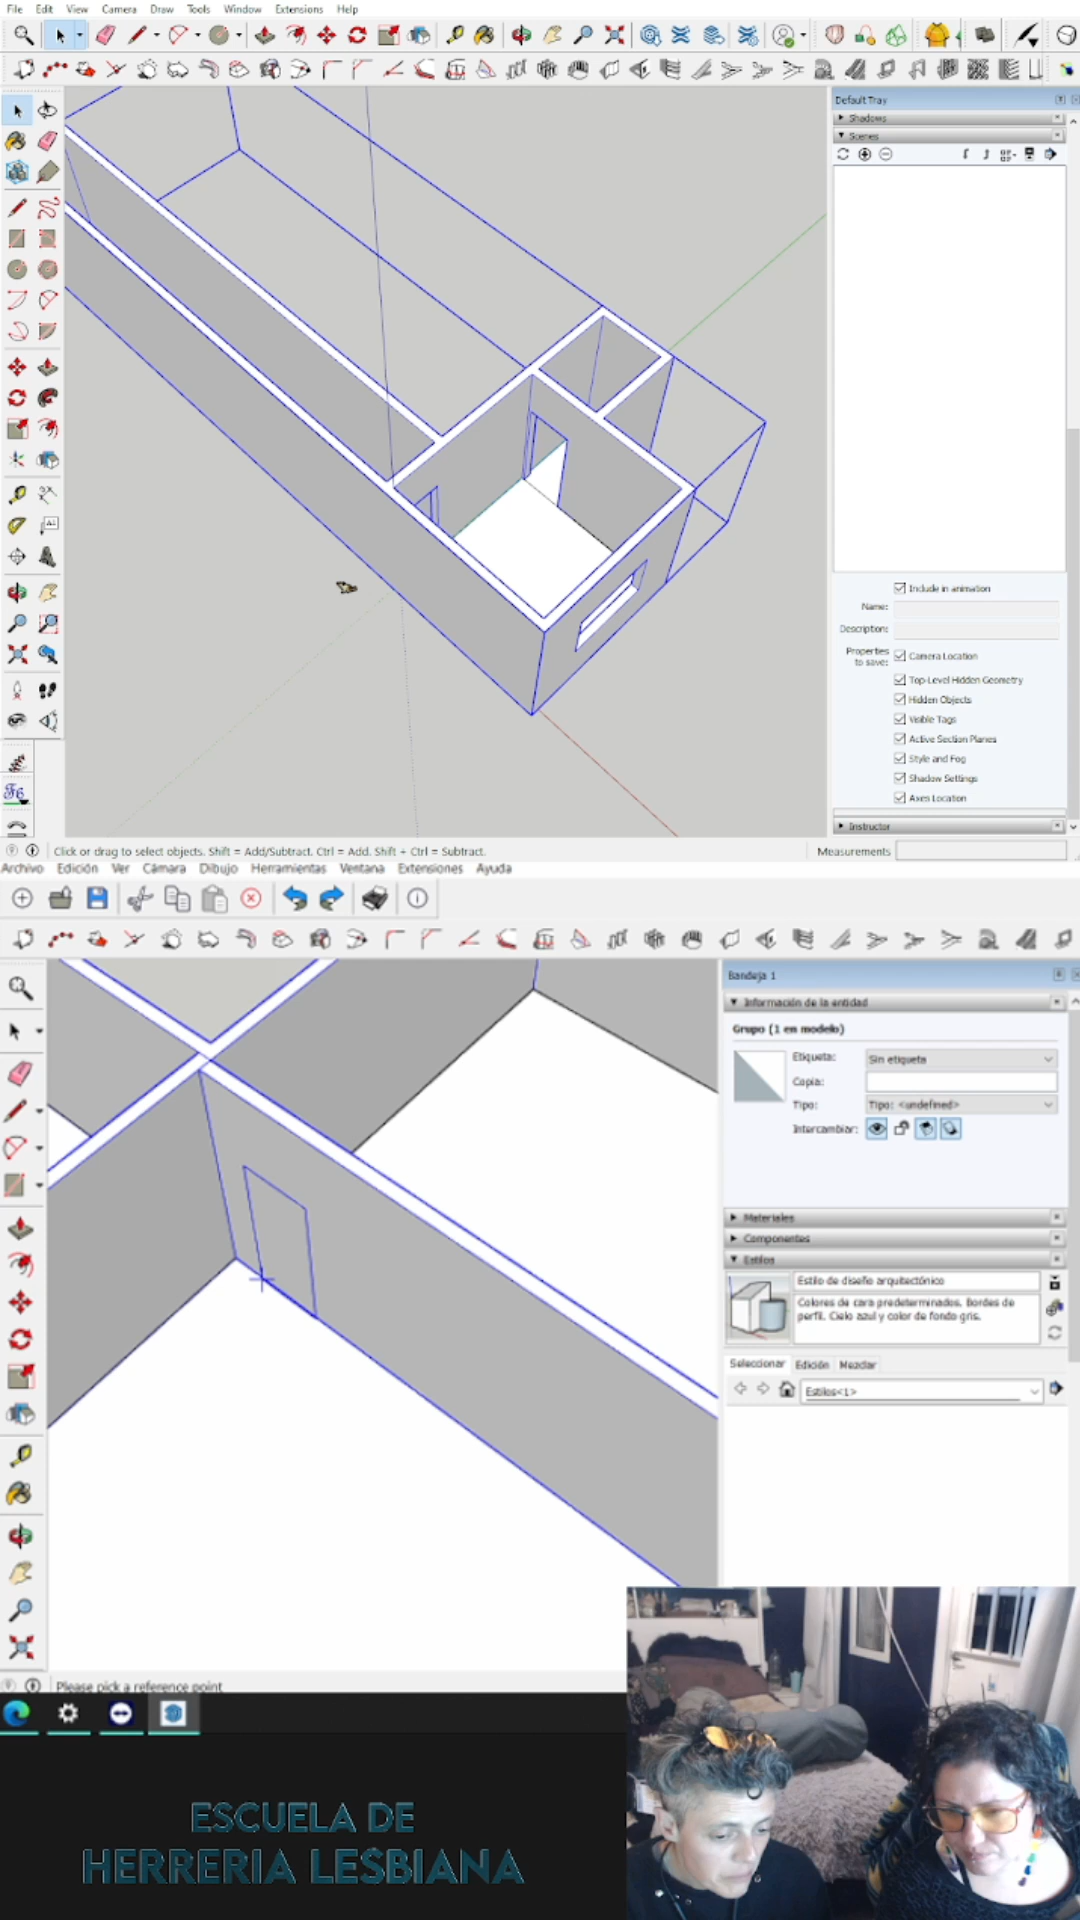 File Edit View Camera Draw Tools Window Extensions Help
Default Tray
Shadows
Scenes
Include in animation
Name:
Description:
Properties to save:
Camera Location
Top-Level Hidden Geometry
Hidden Objects
Visible Tags
Active Section Planes
Style and Fog
Shadow Settings
Axes Location
Instructor
Click or drag to select objects. Shift = Add/Subtract. Ctrl = Add. Shift + Ctrl = Subtract.
Measurements
Archivo Edición Ver Cámara Dibujo Herramientas Ventana Extensiones Ayuda
Bandeja 1
Información de la entidad
Grupo (1 en modelo)
Etiqueta: Sin etiqueta
Copia:
Tipo: Tipo: <undefined>
Intercambiar:
Materiales
Componentes
Estilos
Estilo de diseño arquitectónico
Colores de cara predeterminados. Bordes de
perfil. Cielo azul y color de fondo gris.
Seleccionar Edición Mezclar
Estilos<1>
Please pick a reference point
ESCUELA DE
HERRERIA LESBIANA